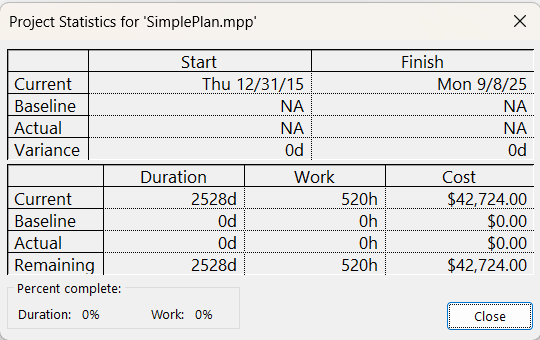 Project Statistics for 'SimplePlan.mpp'
Start Finish
Current Thu 12/31/15 Mon 9/8/25
Baseline NA NA
Actual NA NA
Variance 0d 0d
Duration Work Cost
Current 2528d 520h $42,724.00
Baseline 0d 0h $0.00
Actual 0d 0h $0.00
Remaining 2528d 520h $42,724.00
Percent complete:
Duration: 0% Work: 0%
Close